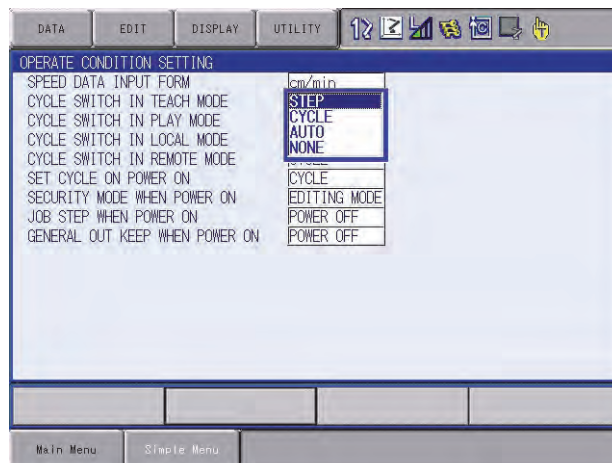 DATA EDIT DISPLAY UTILITY
OPERATE CONDITION SETTING
SPEED DATA INPUT FORM cm/min
CYCLE SWITCH IN TEACH MODE STEP
CYCLE SWITCH IN PLAY MODE CYCLE
CYCLE SWITCH IN LOCAL MODE AUTO
CYCLE SWITCH IN REMOTE MODE NONE
SET CYCLE ON POWER ON CYCLE
SECURITY MODE WHEN POWER ON EDITING MODE
JOB STEP WHEN POWER ON POWER OFF
GENERAL OUT KEEP WHEN POWER ON POWER OFF
Main Menu Simple Menu